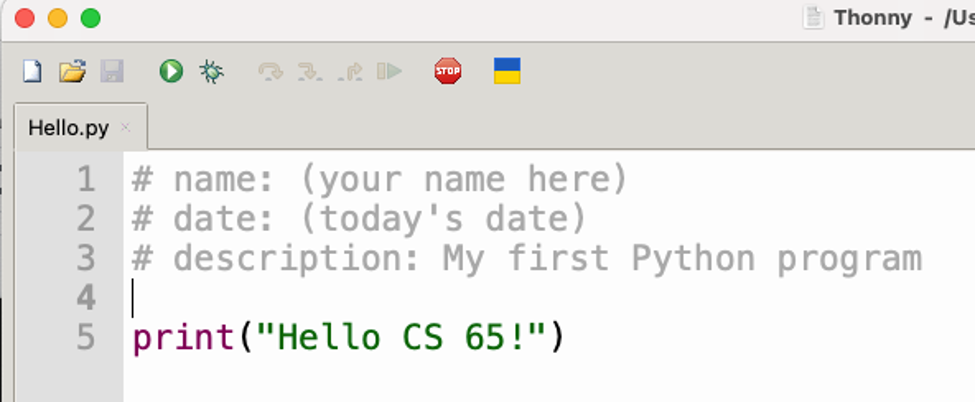 Thonny - /Us
STOP
Hello.py ×
1 # name: (your name here)
2 # date: (today's date)
3 # description: My first Python program
4
5 print("Hello CS 65!")